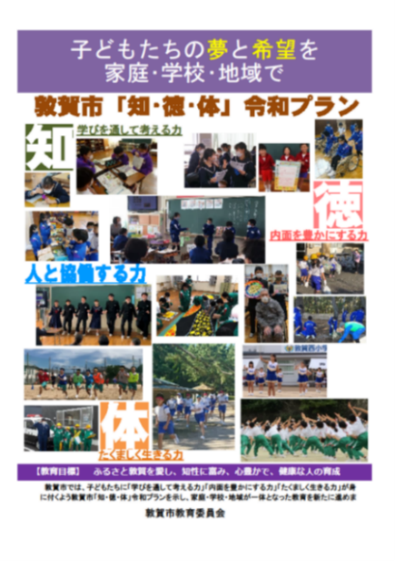 子どもたちの夢と希望を
家庭・学校・地域で
敦賀市「知・徳・体」令和プラン
知
学びを通して考える力
徳
内面を豊かにする力
人と協働する力
体
たくましく生きる力
【教育目標】 ふるさと敦賀を愛し、知性に富み、心豊かで、健康な人の育成
敦賀市では、子どもたちに「学びを通して考える力」「内面を豊かにする力」「たくましく生きる力」が身
に付くよう敦賀市「知・徳・体」令和プランを示し、家庭・学校・地域が一体となった教育を新たに進めま
敦賀市教育委員会